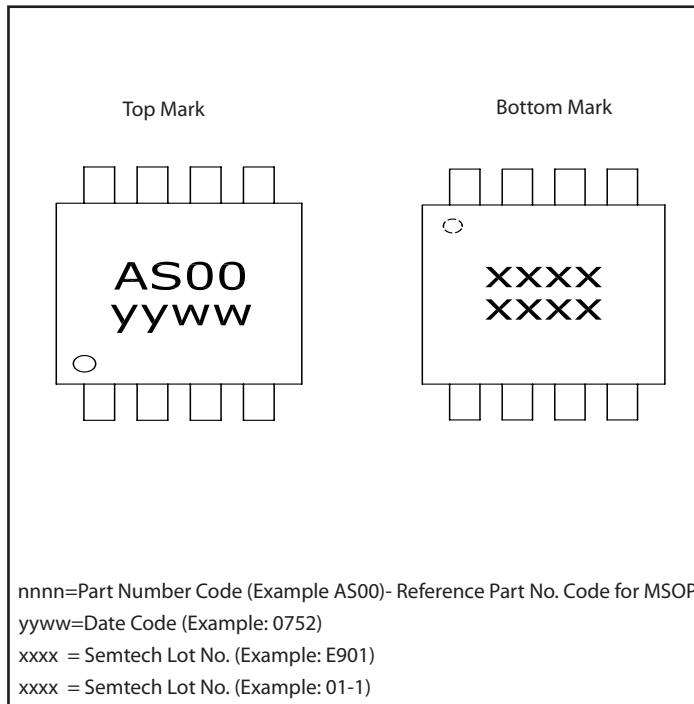 Top Mark
Bottom Mark
AS00
yyww
xxxx
xxxx
nnnn=Part Number Code (Example AS00)- Reference Part No. Code for MSOP
yyww=Date Code (Example: 0752)
xxxx = Semtech Lot No. (Example: E901)
xxxx = Semtech Lot No. (Example: 01-1)